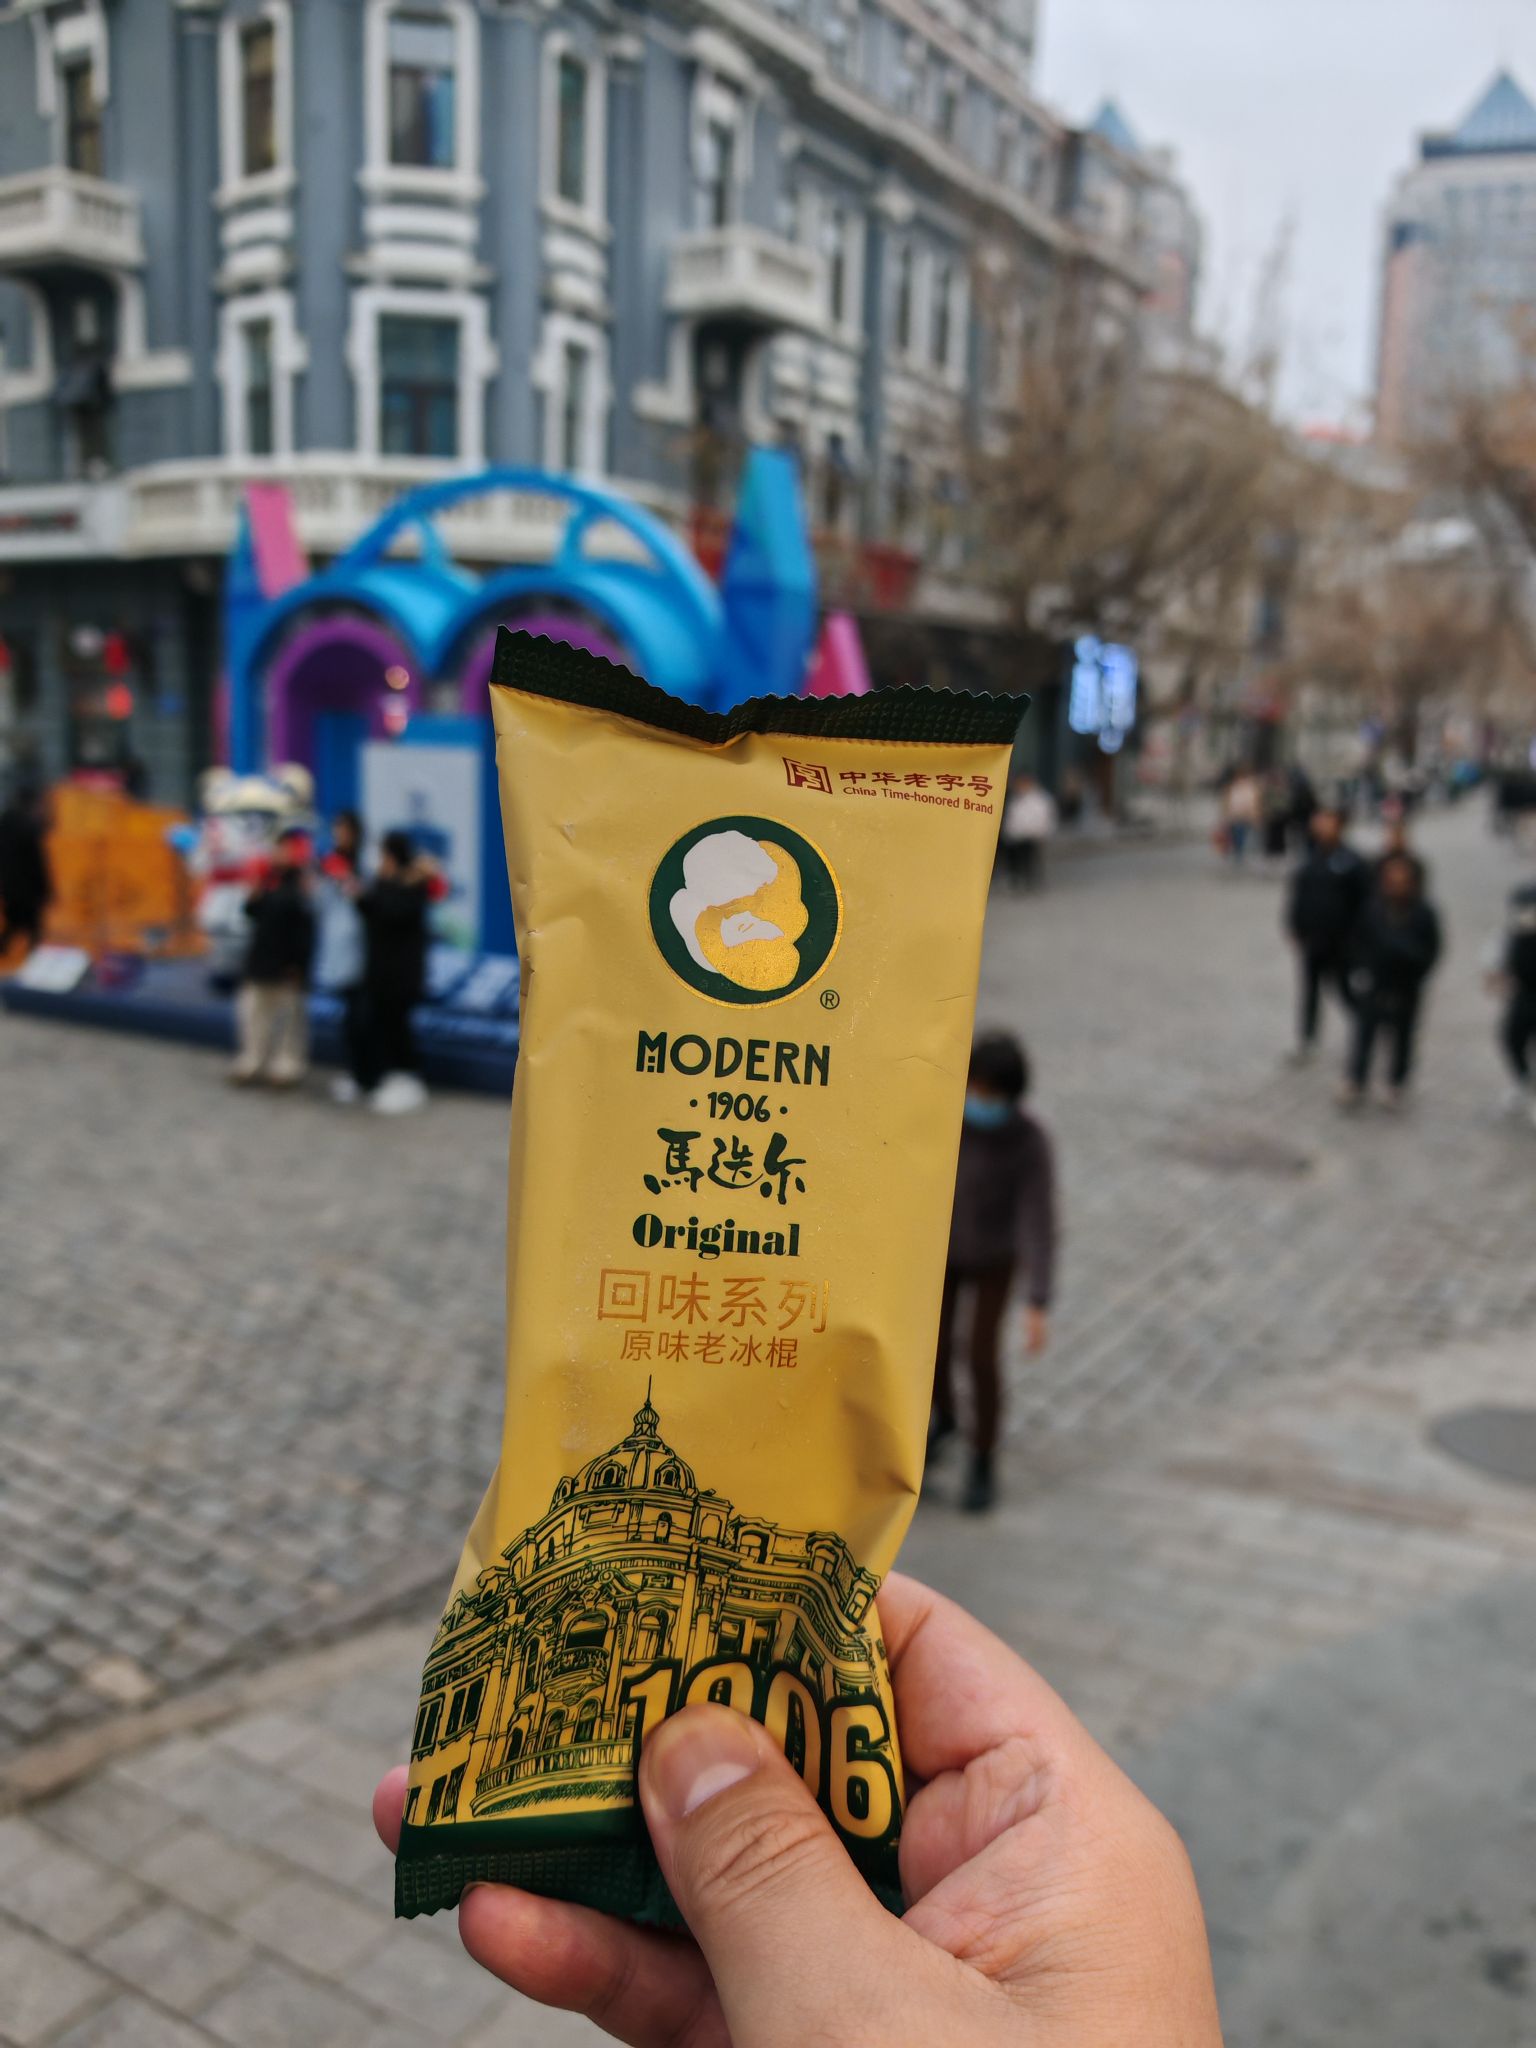 中华老字号
China Time-honored Brand
®
MODERN
·1906·
馬迭尔
Original
回味系列
原味老冰棍
1906